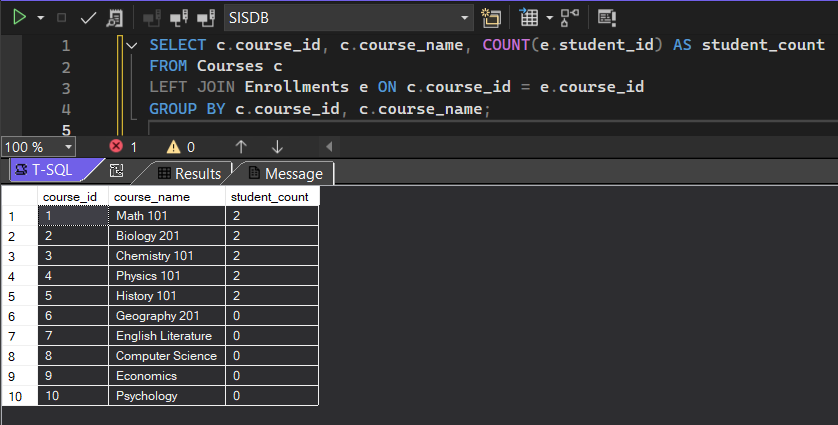 SISDB
1 SELECT c.course_id, c.course_name, COUNT(e.student_id) AS student_count
2 FROM Courses c
3 LEFT JOIN Enrollments e ON c.course_id = e.course_id
4 GROUP BY c.course_id, c.course_name;
5
100 % 1 0
T-SQL Results Message
course_id course_name student_count
1 1 Math 101 2
2 2 Biology 201 2
3 3 Chemistry 101 2
4 4 Physics 101 2
5 5 History 101 2
6 6 Geography 201 0
7 7 English Literature 0
8 8 Computer Science 0
9 9 Economics 0
10 10 Psychology 0